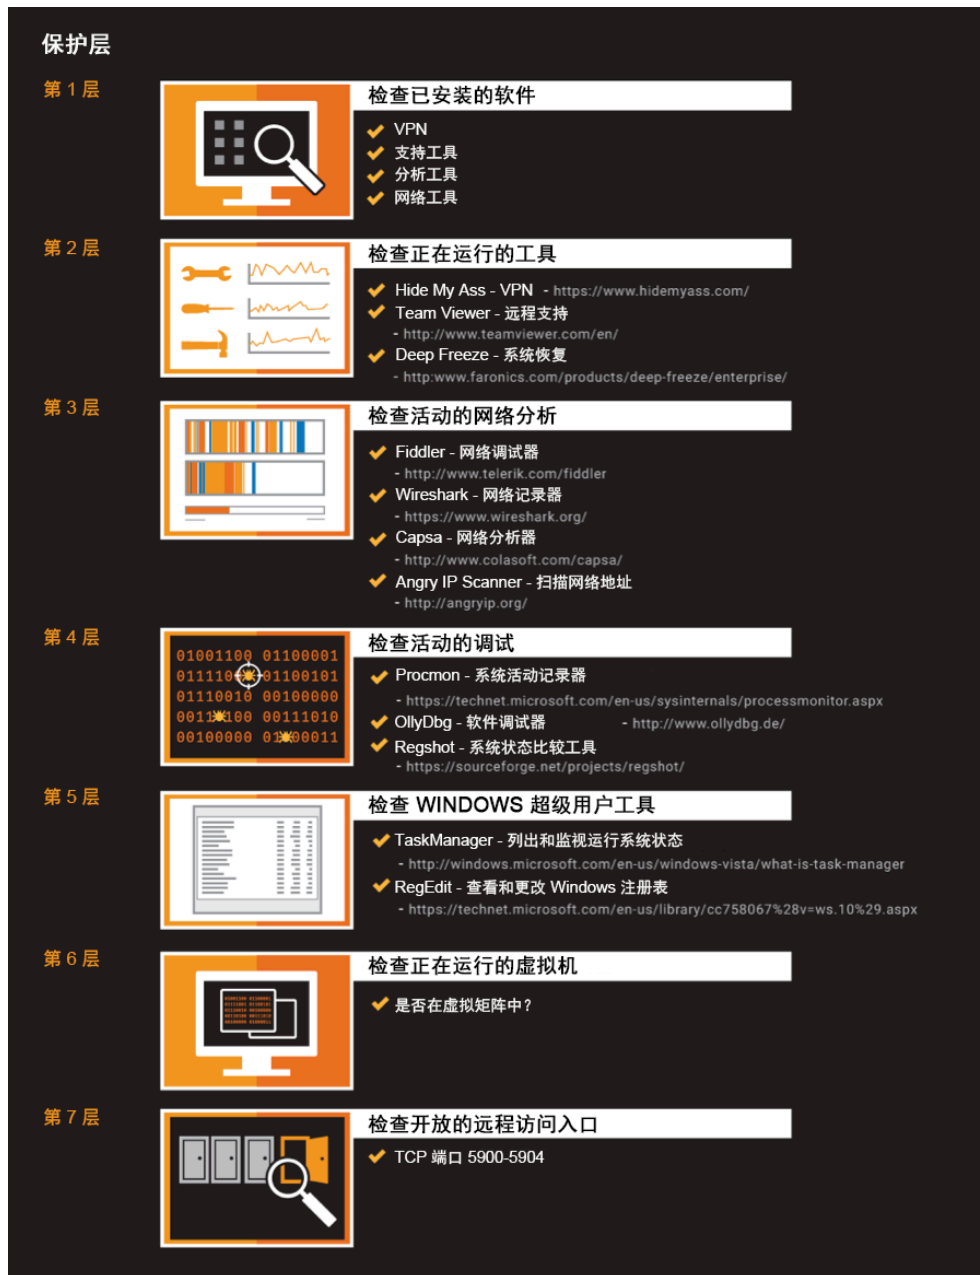 保护层
第 1 层
检查已安装的软件
VPN
支持工具
分析工具
网络工具
第 2 层
检查正在运行的工具
Hide My Ass - VPN - https://www.hidemyass.com/
Team Viewer - 远程支持
- http://www.teamviewer.com/en/
Deep Freeze - 系统恢复
- http:www.faronics.com/products/deep-freeze/enterprise/
第 3 层
检查活动的网络分析
Fiddler - 网络调试器
- http://www.telerik.com/fiddler
Wireshark - 网络记录器
- https://www.wireshark.org/
Capsa - 网络分析器
- http://www.colasoft.com/capsa/
Angry IP Scanner - 扫描网络地址
- http://angryip.org/
第 4 层
01001100 01100001
01110 01100101
01110010 00100000
0011 100 00111010
00100000 01 00011
检查活动的调试
Procmon - 系统活动记录器
- https://technet.microsoft.com/en-us/sysinternals/processmonitor.aspx
OllyDbg - 软件调试器 - http://www.ollydbg.de/
Regshot - 系统状态比较工具
- https://sourceforge.net/projects/regshot/
第 5 层
检查 WINDOWS 超级用户工具
TaskManager - 列出和监视运行系统状态
- http://windows.microsoft.com/en-us/windows-vista/what-is-task-manager
RegEdit - 查看和更改 Windows 注册表
- https://technet.microsoft.com/en-us/library/cc758067%28v=ws.10%29.aspx
第 6 层
检查正在运行的虚拟机
是否在虚拟矩阵中?
第 7 层
检查开放的远程访问入口
TCP 端口 5900-5904